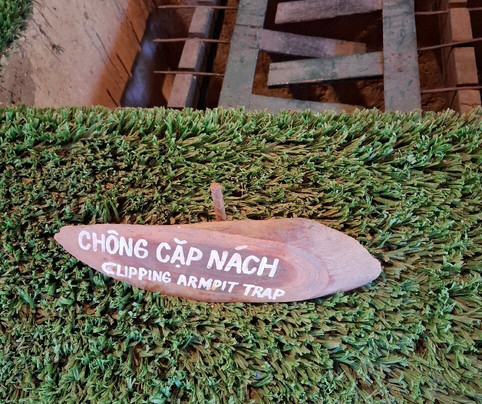 CHÔNG CẶP NÁCH
CLIPPING ARMPIT TRAP